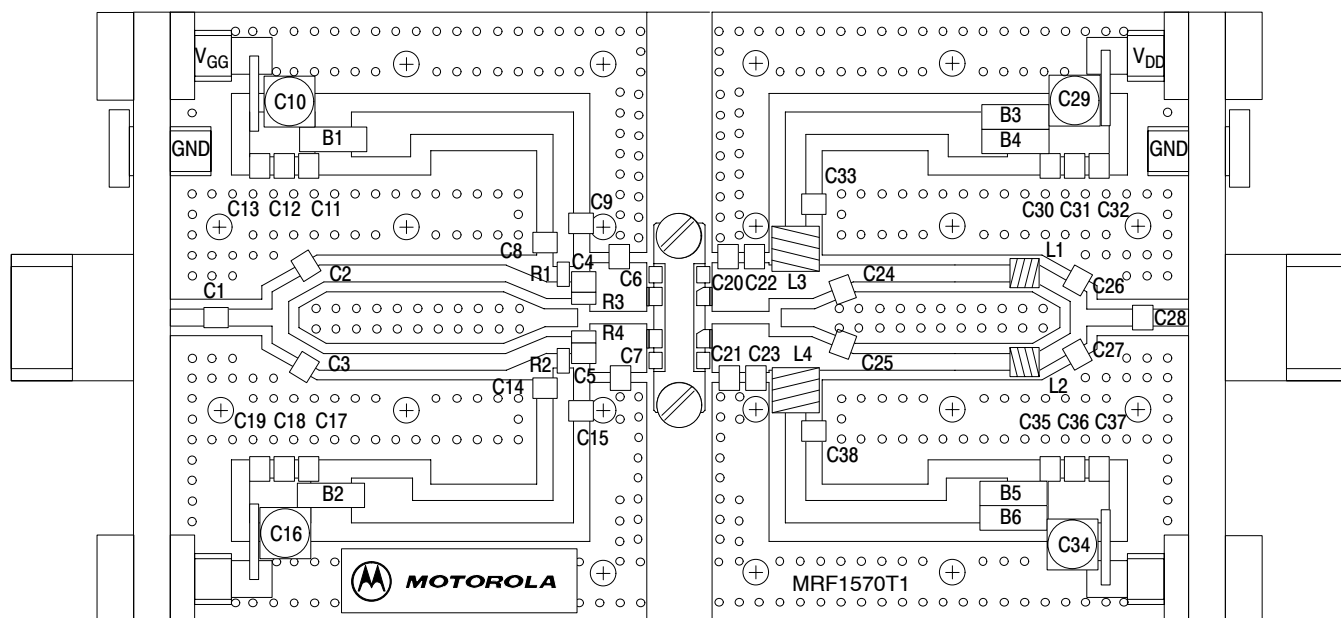 V_GG V_DD
C10 C29
B1 B3
B4
GND GND
C33
C13 C12 C11 C9 C30 C31 C32
C8 L1
C4
R1 C6 C20 C22 L3 C24 C26
C2
C1 R3
C28
R4
C3 R2 C7 C21 C23 L4 C25 C27
C5
C14 L2
C19 C18 C17 C15 C35 C36 C37
C38
B2 B5
B6
C16 C34
MOTOROLA MRF1570T1